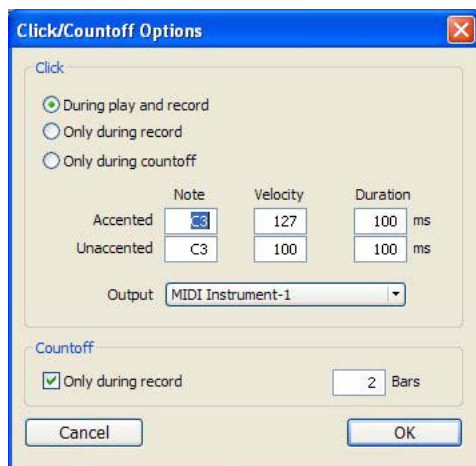 Click/Countoff Options
Click
During play and record
Only during record
Only during countoff
Note Velocity Duration
Accented C3 127 100 ms
Unaccented C3 100 100 ms
Output MIDI Instrument-1
Countoff
Only during record 2 Bars
Cancel OK